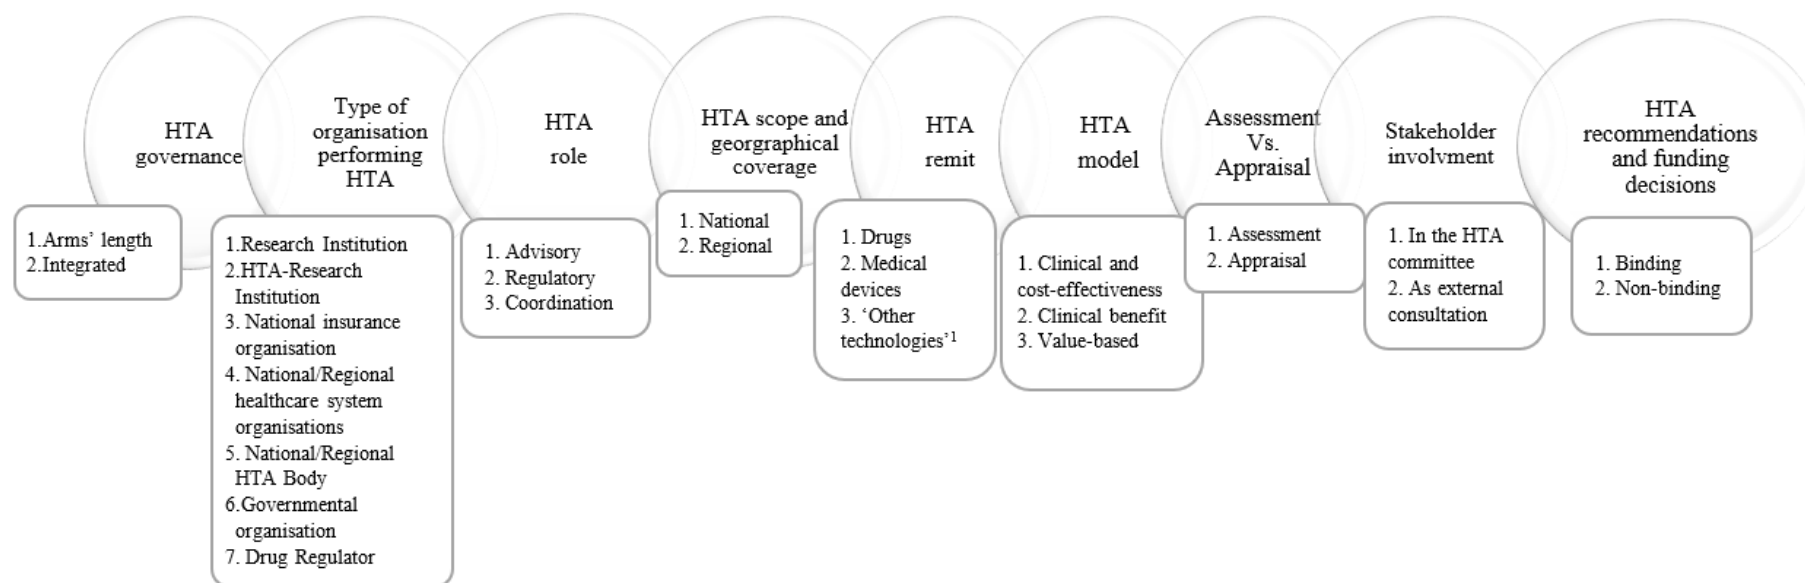 HTA
governance
1.Arms’ length
2.Integrated
Type of
organisation
performing
HTA
1.Research Institution
2.HTA-Research
Institution
3. National insurance
organisation
4. National/Regional
healthcare system
organisations
5. National/Regional
HTA Body
6.Governmental
organisation
7. Drug Regulator
HTA
role
1. Advisory
2. Regulatory
3. Coordination
HTA scope and
georgraphical
coverage
1. National
2. Regional
HTA
remit
1. Drugs
2. Medical
devices
3. ‘Other
technologies’¹
HTA
model
1. Clinical and
cost-effectiveness
2. Clinical benefit
3. Value-based
Assessment
Vs.
Appraisal
1. Assessment
2. Appraisal
Stakeholder
involvment
1. In the HTA
committee
2. As external
consultation
HTA
recommendations
and funding
decisions
1. Binding
2. Non-binding